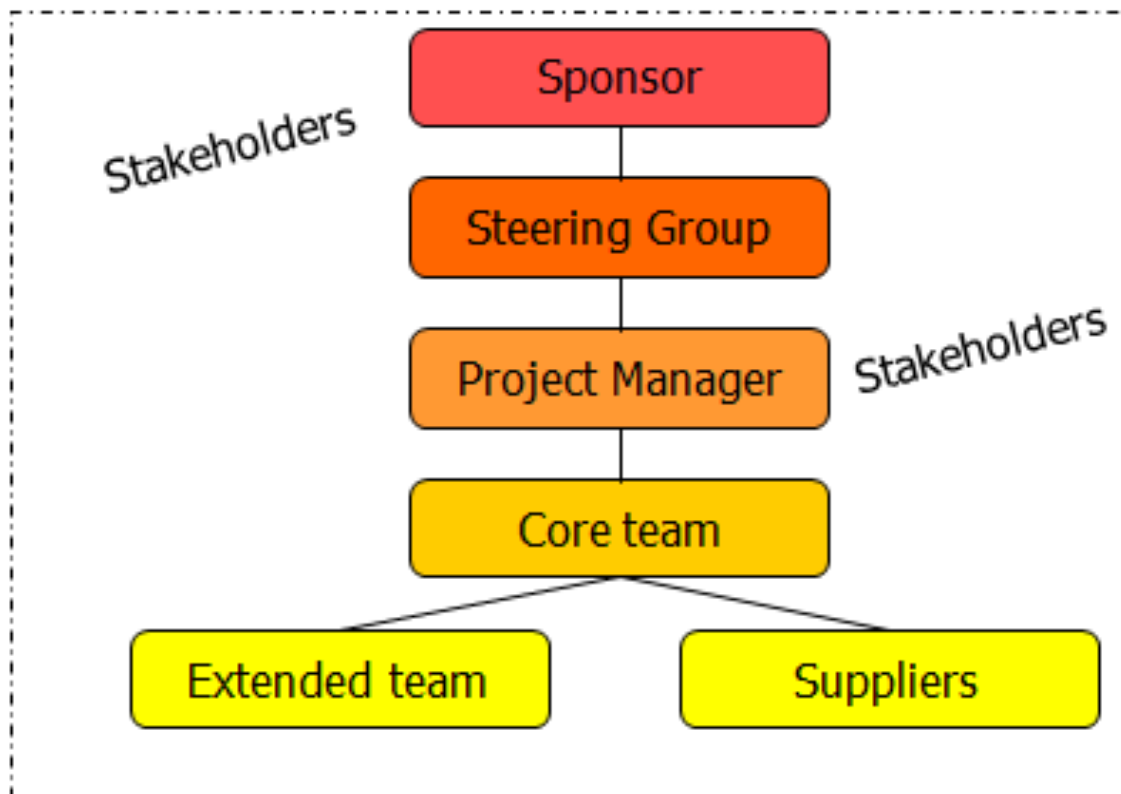 Sponsor
Stakeholders
Steering Group
Stakeholders
Project Manager
Core team
Extended team
Suppliers